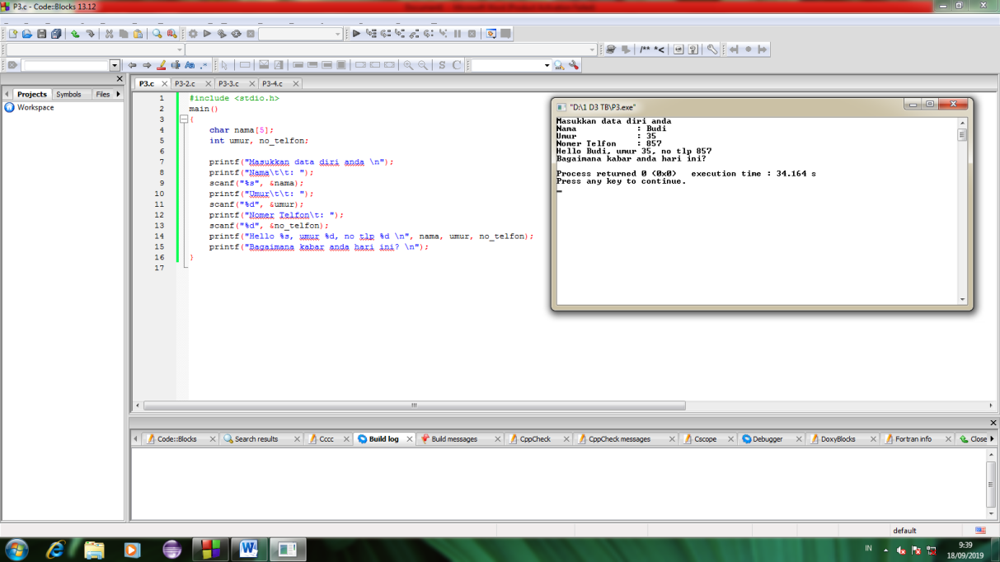 P3.c - Code::Blocks 13.12
Projects Symbols Files
Workspace
P3.c P3-2.c P3-3.c P3-4.c
1 #include <stdio.h>
2 main()
3 {
4 char nama[5];
5 int umur, no_telfon;
6
7 printf("Masukkan data diri anda \n");
8 printf("Nama\t\t: ");
9 scanf("%s", &nama);
10 printf("Umur\t\t: ");
11 scanf("%d", &umur);
12 printf("Nomer Telfon\t: ");
13 scanf("%d", &no_telfon);
14 printf("Hello %s, umur %d, no tlp %d \n", nama, umur, no_telfon);
15 printf("Bagaimana kabar anda hari ini? \n");
16 }
17
"D:\1 D3 TB\P3.exe"
Masukkan data diri anda
Nama : Budi
Umur : 35
Nomer Telfon : 857
Hello Budi, umur 35, no tlp 857
Bagaimana kabar anda hari ini?
Process returned 0 (0x0) execution time : 34.164 s
Press any key to continue.
Code::Blocks Search results Cccc Build log Build messages CppCheck CppCheck messages Cscope Debugger DoxyBlocks Fortran info Close
default
IN 9:39
18/09/2019